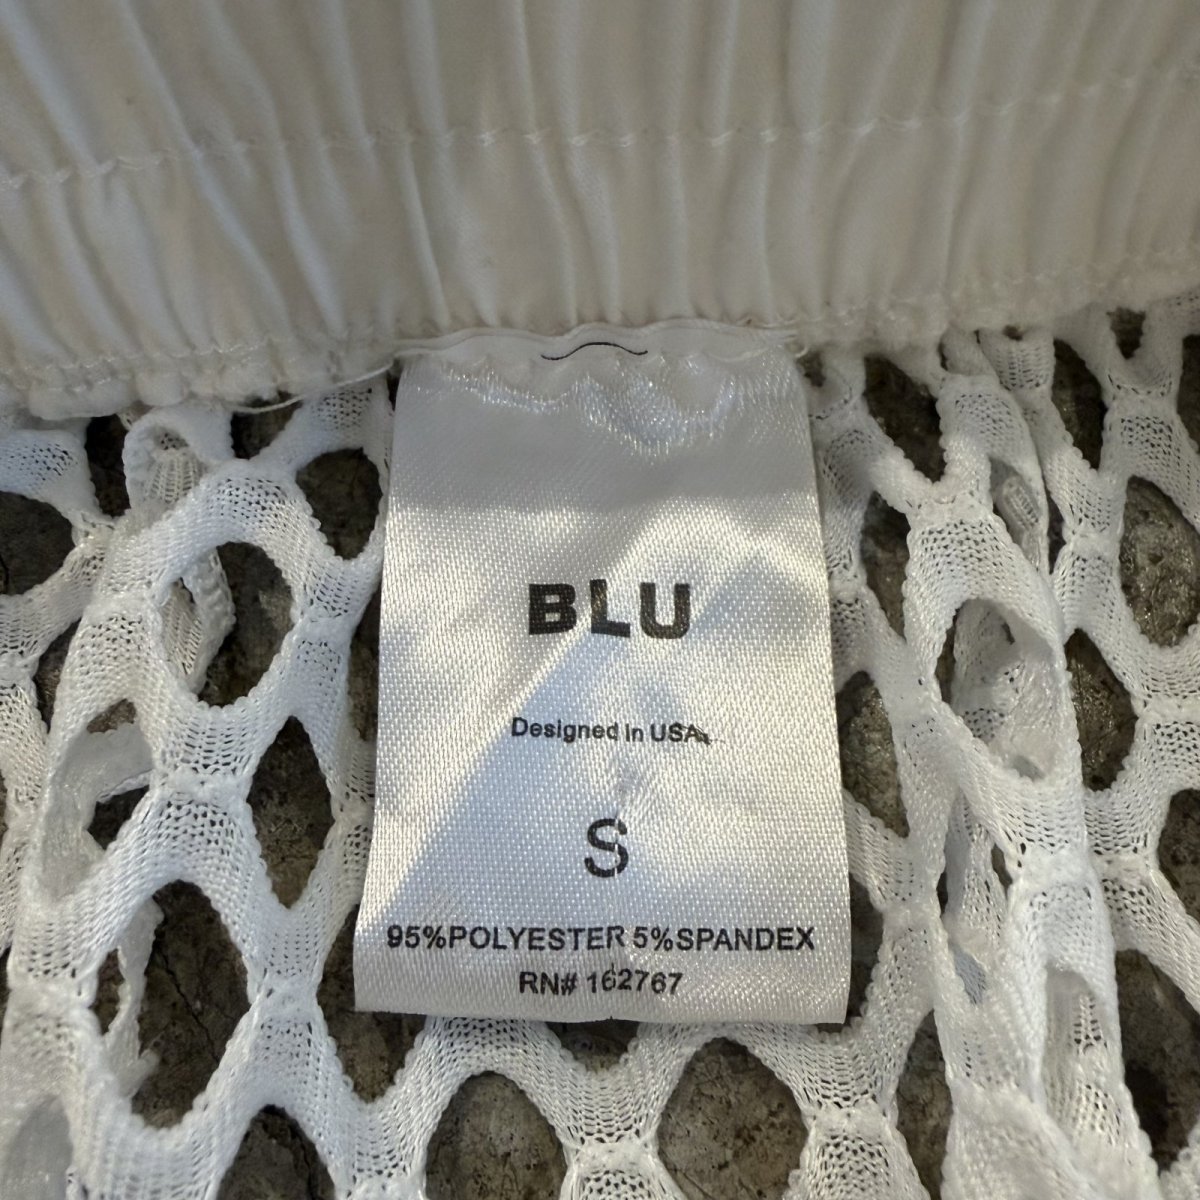 BLU
Designed In USA
S
95%POLYESTER 5%SPANDEX
RN# 162767